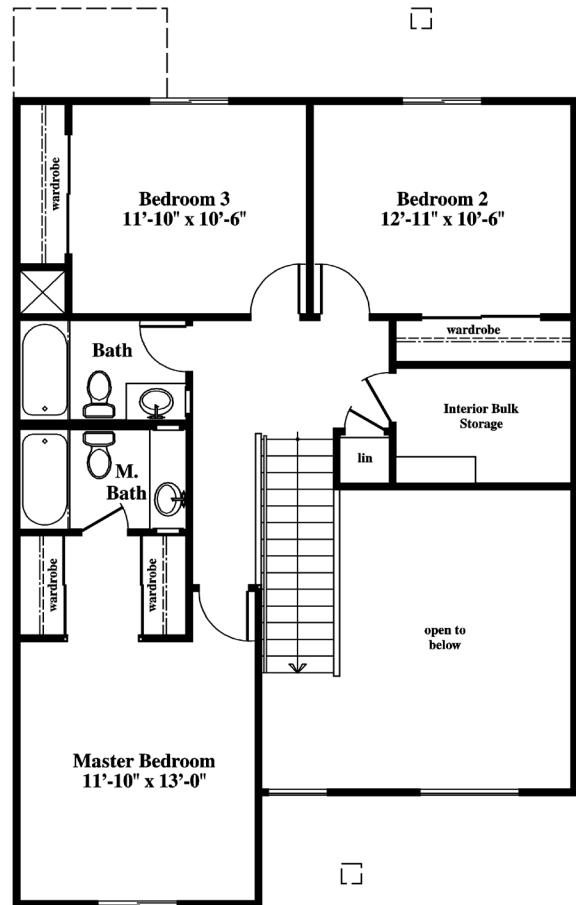 wardrobe
Bedroom 3
11'-10" x 10'-6"
Bedroom 2
12'-11" x 10'-6"
wardrobe
Bath
Interior Bulk
Storage
lin
M.
Bath
wardrobe
wardrobe
open to
below
Master Bedroom
11'-10" x 13'-0"